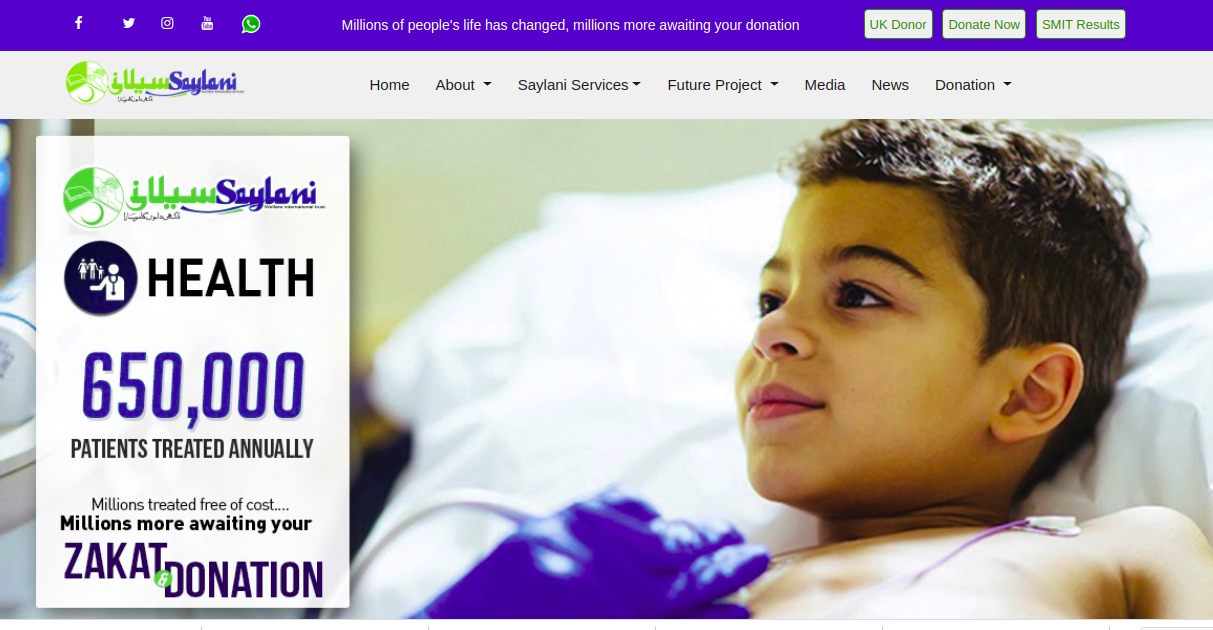 Millions of people's life has changed, millions more awaiting your donation
UK Donor
Donate Now
SMIT Results
سیلانی Saylani
Home
About
Saylani Services
Future Project
Media
News
Donation
سیلانی Saylani
Welfare International trust
HEALTH
650,000
PATIENTS TREATED ANNUALLY
Millions treated free of cost....
Millions more awaiting your
ZAKAT
&
DONATION